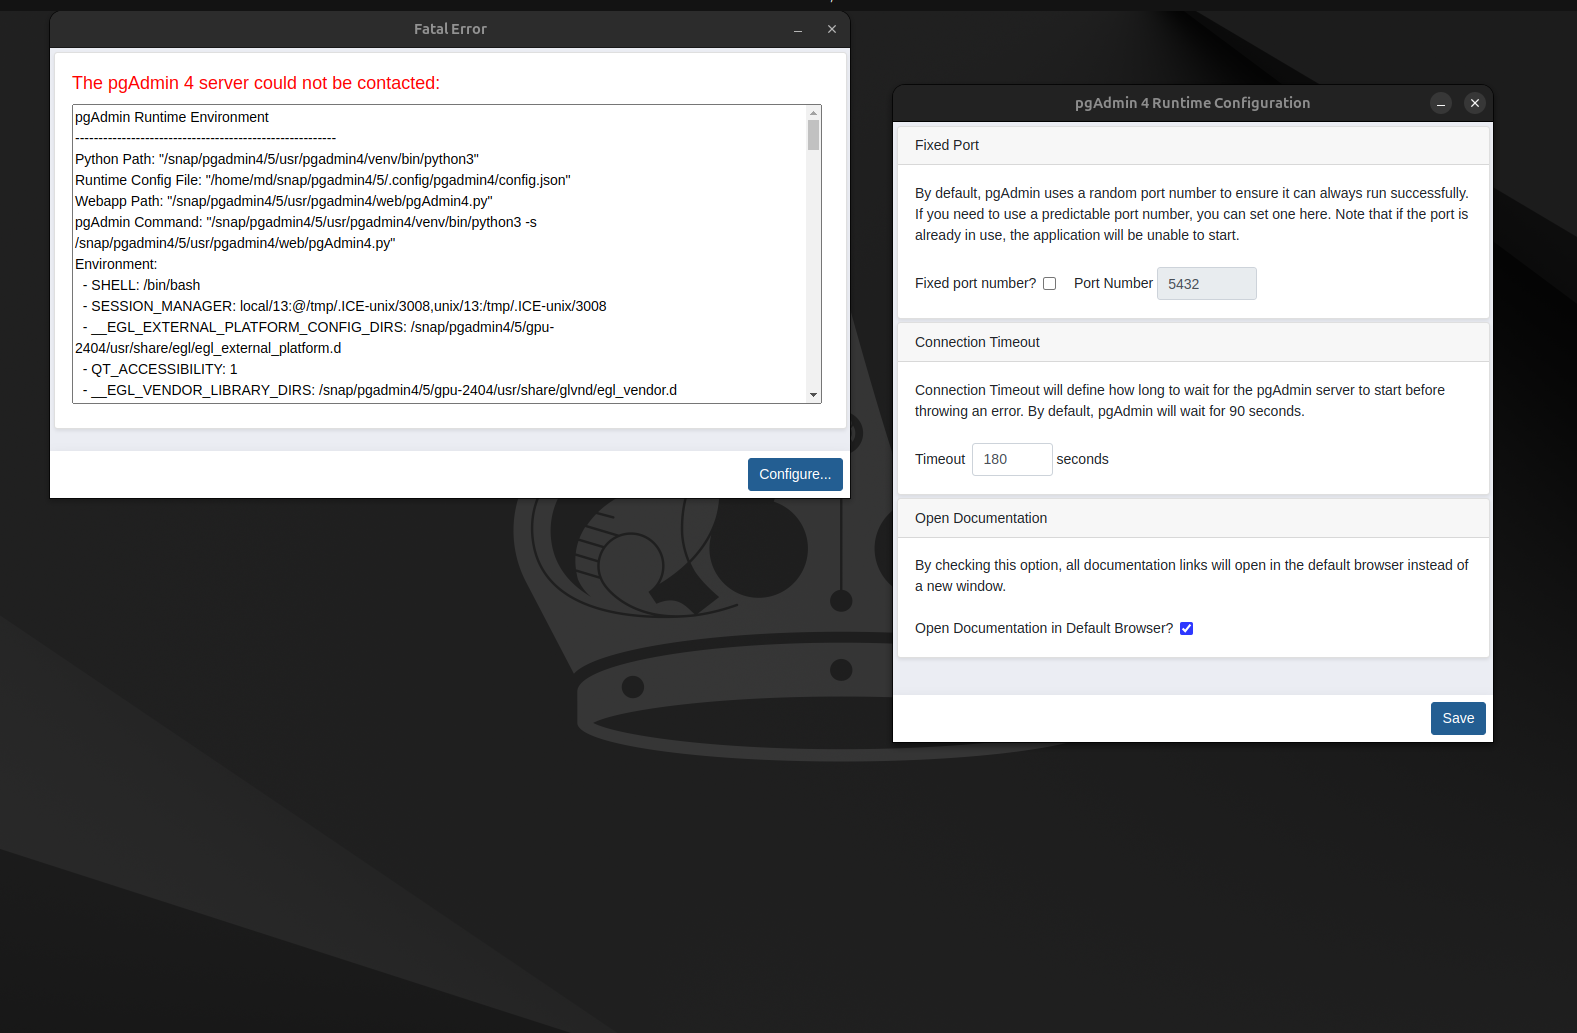 Fatal Error
The pgAdmin 4 server could not be contacted:
pgAdmin Runtime Environment
--------------------------------------------------------
Python Path: "/snap/pgadmin4/5/usr/pgadmin4/venv/bin/python3"
Runtime Config File: "/home/md/snap/pgadmin4/5/.config/pgadmin4/config.json"
Webapp Path: "/snap/pgadmin4/5/usr/pgadmin4/web/pgAdmin4.py"
pgAdmin Command: "/snap/pgadmin4/5/usr/pgadmin4/venv/bin/python3 -s
/snap/pgadmin4/5/usr/pgadmin4/web/pgAdmin4.py"
Environment:
- SHELL: /bin/bash
- SESSION_MANAGER: local/13:@/tmp/.ICE-unix/3008,unix/13:/tmp/.ICE-unix/3008
- __EGL_EXTERNAL_PLATFORM_CONFIG_DIRS: /snap/pgadmin4/5/gpu-
2404/usr/share/egl/egl_external_platform.d
- QT_ACCESSIBILITY: 1
- __EGL_VENDOR_LIBRARY_DIRS: /snap/pgadmin4/5/gpu-2404/usr/share/glvnd/egl_vendor.d
Configure...
pgAdmin 4 Runtime Configuration
Fixed Port
By default, pgAdmin uses a random port number to ensure it can always run successfully.
If you need to use a predictable port number, you can set one here. Note that if the port is
already in use, the application will be unable to start.
Fixed port number? Port Number 5432
Connection Timeout
Connection Timeout will define how long to wait for the pgAdmin server to start before
throwing an error. By default, pgAdmin will wait for 90 seconds.
Timeout 180 seconds
Open Documentation
By checking this option, all documentation links will open in the default browser instead of
a new window.
Open Documentation in Default Browser?
Save